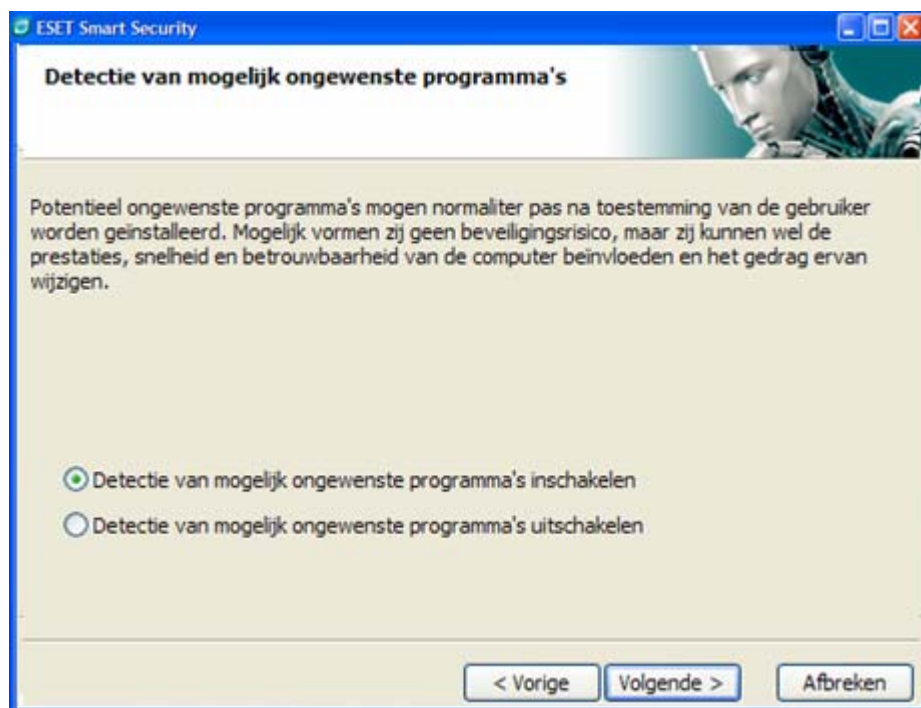 ESET Smart Security
Detectie van mogelijk ongewenste programma's
Potentieel ongewenste programma's mogen normaliter pas na toestemming van de gebruiker
worden geïnstalleerd. Mogelijk vormen zij geen beveiligingsrisico, maar zij kunnen wel de
prestaties, snelheid en betrouwbaarheid van de computer beïnvloeden en het gedrag ervan
wijzigen.
Detectie van mogelijk ongewenste programma's inschakelen
Detectie van mogelijk ongewenste programma's uitschakelen
< Vorige
Volgende >
Afbreken